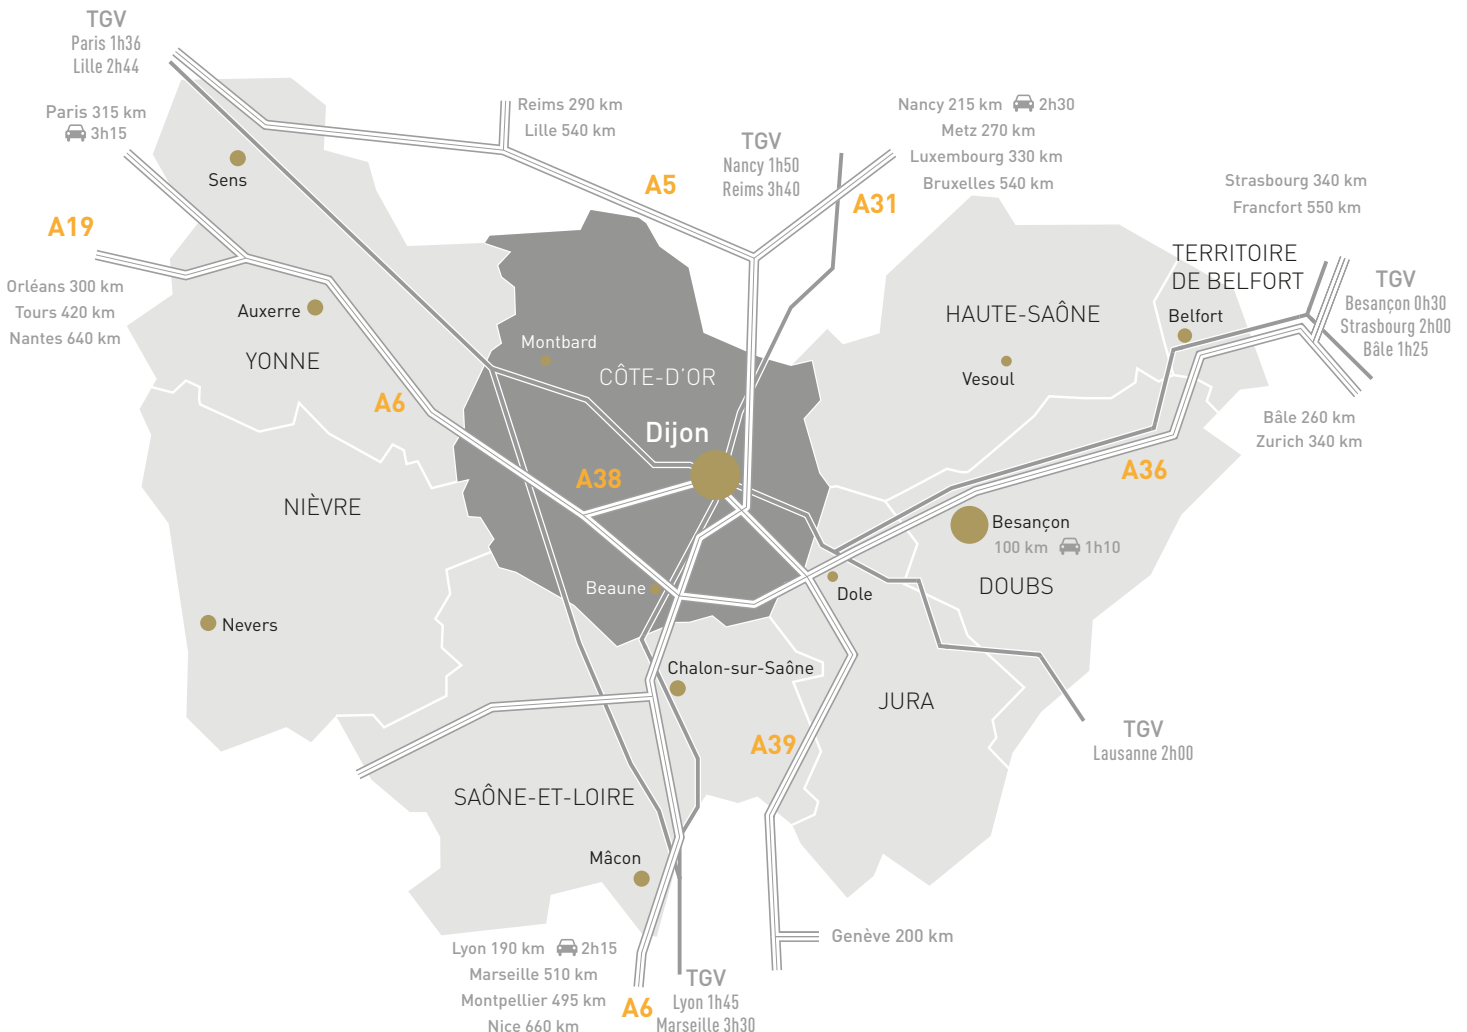 TGV
Paris 1h36
Lille 2h44
Paris 315 km
3h15
Reims 290 km
Lille 540 km
TGV
Nancy 1h50
Reims 3h40
Nancy 215 km 2h30
Metz 270 km
Luxembourg 330 km
Bruxelles 540 km
Strasbourg 340 km
Francfort 550 km
Sens
A5
A31
A19
TERRITOIRE
DE BELFORT
TGV
Besançon 0h30
Strasbourg 2h00
Bâle 1h25
Orléans 300 km
Tours 420 km
Nantes 640 km
Auxerre
YONNE
Montbard
CÔTE-D'OR
HAUTE-SAÔNE
Belfort
Vesoul
A6
Dijon
Bâle 260 km
Zurich 340 km
A38
A36
NIÈVRE
Besançon
100 km 1h10
Beaune
Dole
DOUBS
Nevers
Chalon-sur-Saône
JURA
A39
TGV
Lausanne 2h00
SAÔNE-ET-LOIRE
Mâcon
Genève 200 km
Lyon 190 km 2h15
Marseille 510 km
Montpellier 495 km
Nice 660 km
A6
TGV
Lyon 1h45
Marseille 3h30